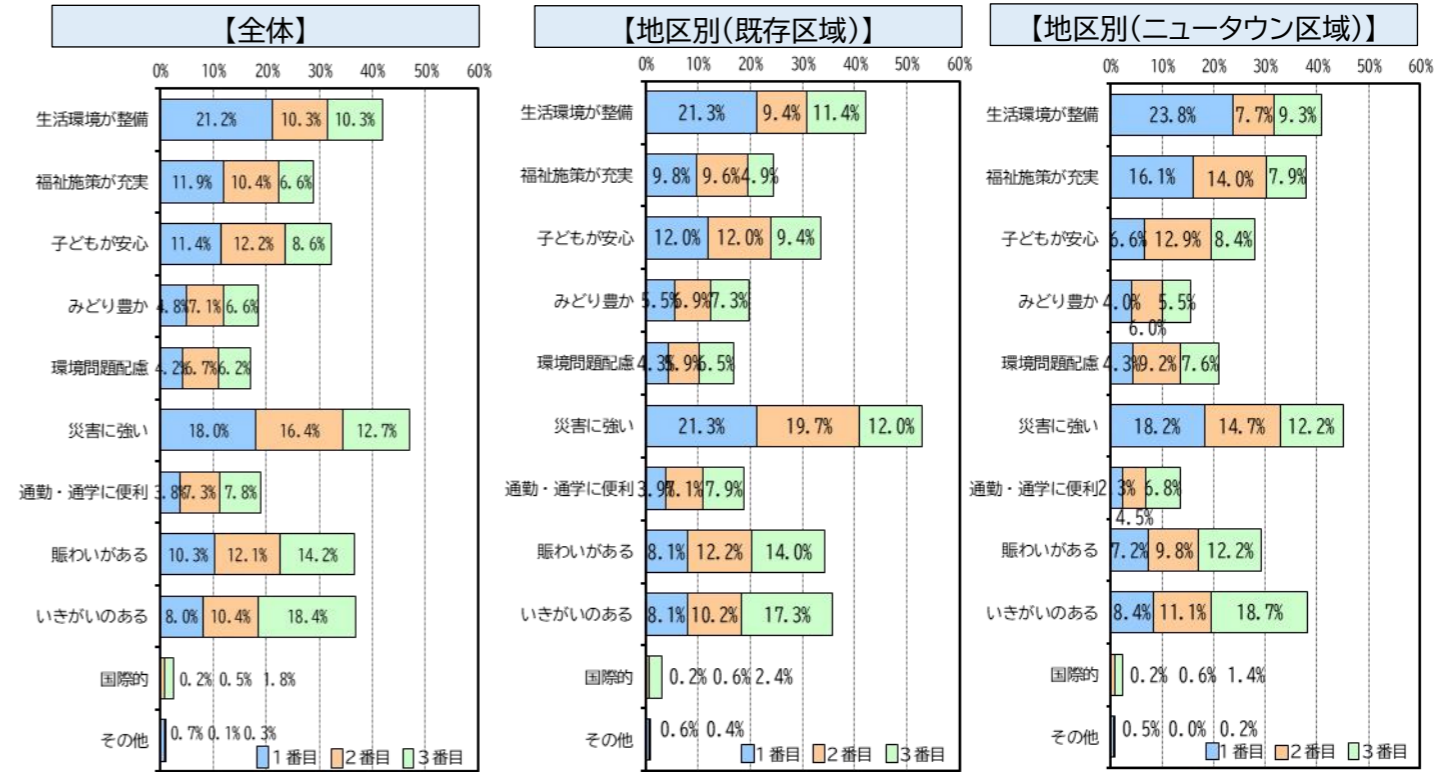 【全体】
0% 10% 20% 30% 40% 50% 60%
生活環境が整備 21.2% 10.3% 10.3%
福祉施策が充実 11.9% 10.4% 6.6%
子どもが安心 11.4% 12.2% 8.6%
みどり豊か 4.8% 7.1% 6.6%
環境問題配慮 4.2% 6.7% 6.2%
災害に強い 18.0% 16.4% 12.7%
通勤・通学に便利 3.8% 7.3% 7.8%
賑わいがある 10.3% 12.1% 14.2%
いきがいのある 8.0% 10.4% 18.4%
国際的 0.2% 0.5% 1.8%
その他 0.7% 0.1% 0.3%
1番目 2番目 3番目
【地区別(既存区域)】
0% 10% 20% 30% 40% 50% 60%
生活環境が整備 21.3% 9.4% 11.4%
福祉施策が充実 9.8% 9.6% 4.9%
子どもが安心 12.0% 12.0% 9.4%
みどり豊か 5.5% 6.9% 7.3%
環境問題配慮 4.3% 5.9% 6.5%
災害に強い 21.3% 19.7% 12.0%
通勤・通学に便利 3.9% 7.1% 7.9%
賑わいがある 8.1% 12.2% 14.0%
いきがいのある 8.1% 10.2% 17.3%
国際的 0.2% 0.6% 2.4%
その他 0.6% 0.4%
1番目 2番目 3番目
【地区別(ニュータウン区域)】
0% 10% 20% 30% 40% 50% 60%
生活環境が整備 23.8% 7.7% 9.3%
福祉施策が充実 16.1% 14.0% 7.9%
子どもが安心 6.6% 12.9% 8.4%
みどり豊か 4.0% 5.5%
6.0%
環境問題配慮 4.3% 9.2% 7.6%
災害に強い 18.2% 14.7% 12.2%
通勤・通学に便利 2.3% 6.8%
4.5%
賑わいがある 7.2% 9.8% 12.2%
いきがいのある 8.4% 11.1% 18.7%
国際的 0.2% 0.6% 1.4%
その他 0.5% 0.0% 0.2%
1番目 2番目 3番目